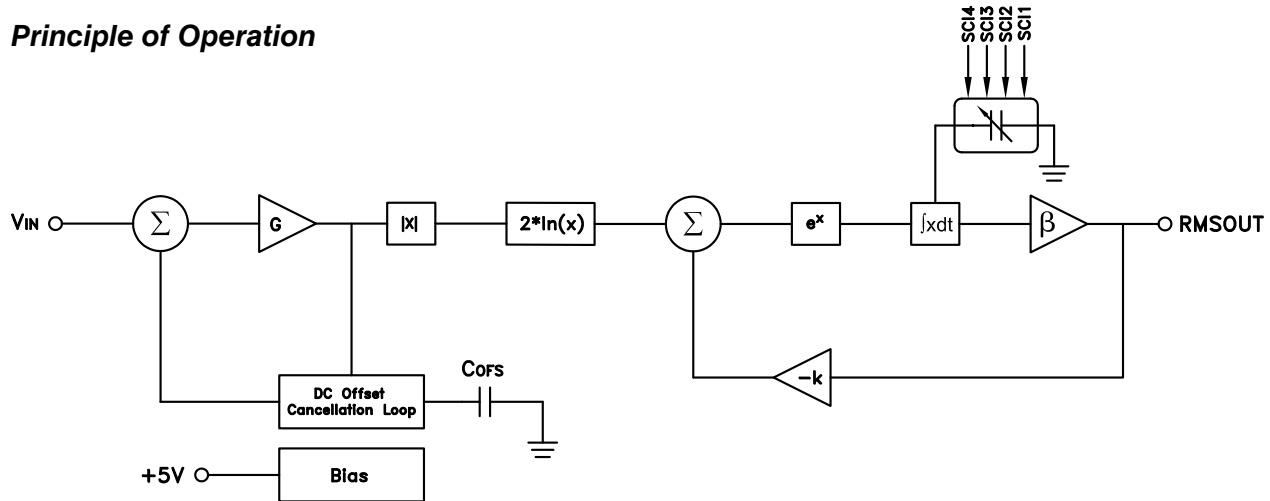 Principle of Operation
SCI4
SCI3
SCI2
SCI1
VIN
Σ
G
|X|
2*ln(x)
Σ
e^x
∫xdt
β
RMSOUT
-k
DC Offset
Cancellation Loop
COFS
+5V
Bias